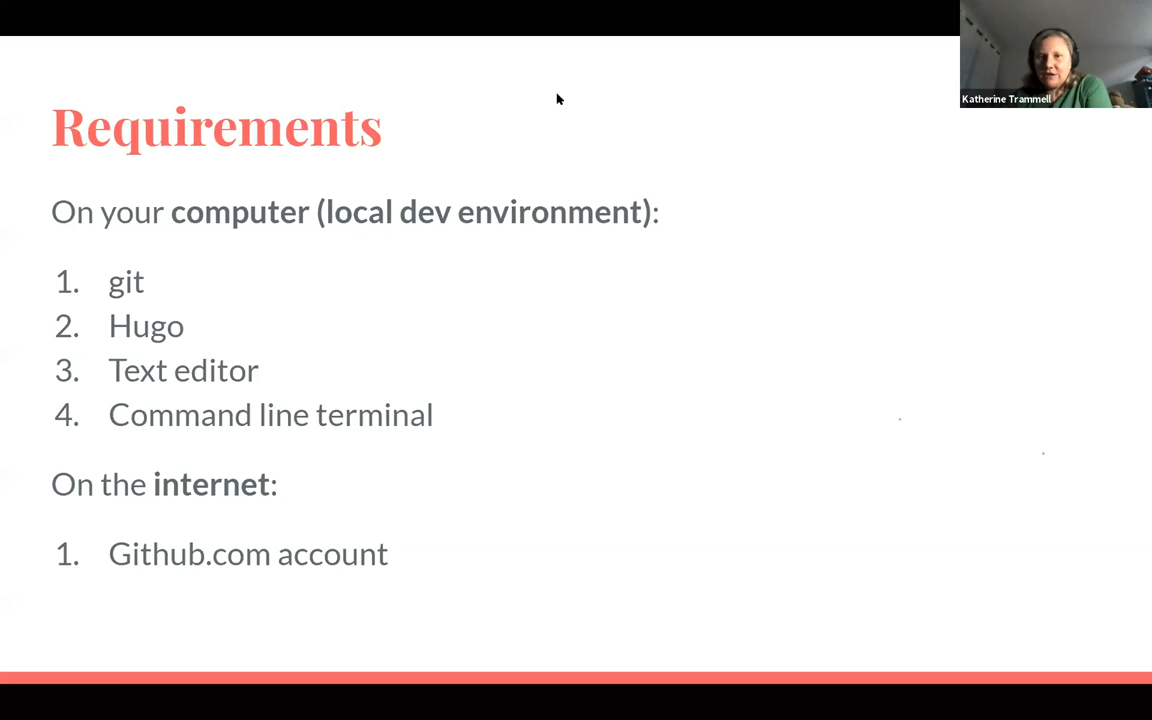 Katherine Trammell
Requirements
On your computer (local dev environment):
1. git
2. Hugo
3. Text editor
4. Command line terminal
On the internet:
1. Github.com account